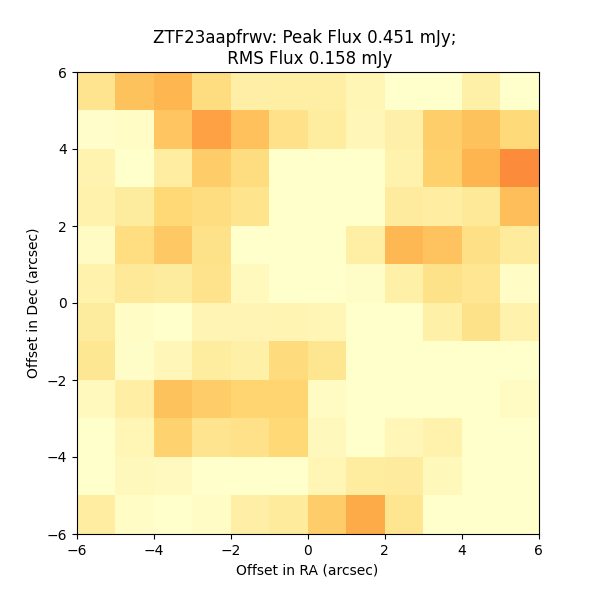 ZTF23aapfrwv: Peak Flux 0.451 mJy;
RMS Flux 0.158 mJy
6
4
2
0
−2
−4
−6
Offset in Dec (arcsec)
−6 −4 −2 0 2 4 6
Offset in RA (arcsec)